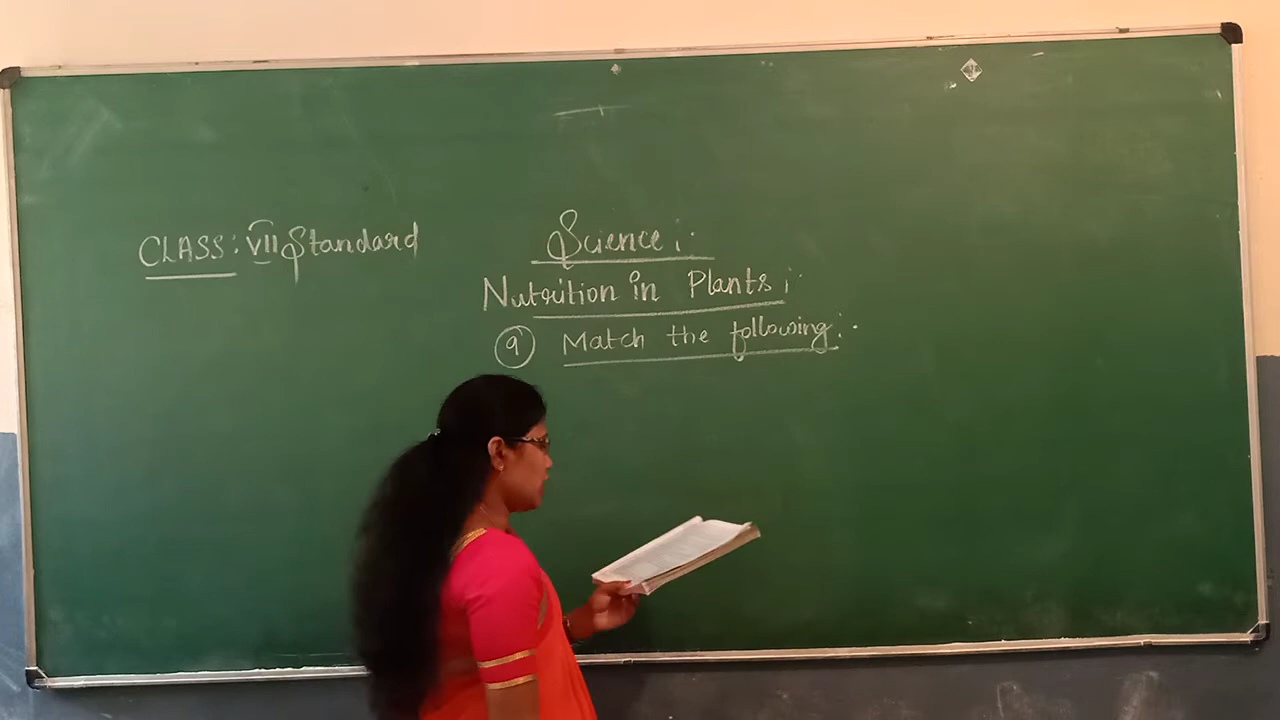 CLASS: VII Standard
Science:
Nutrition in Plants:
9 Match the following: